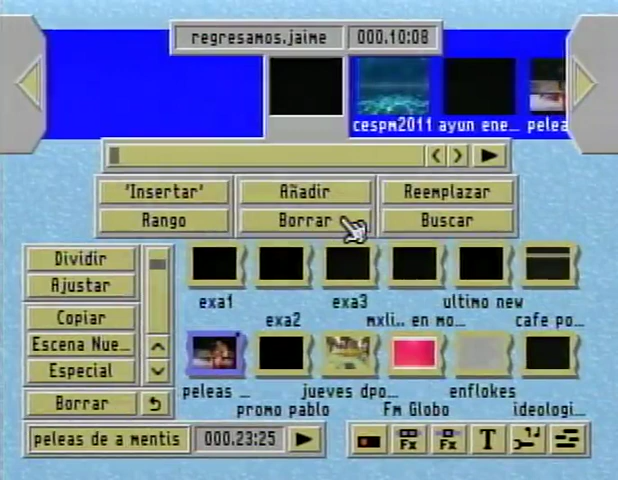 regresamos.jaime 000.10:08
cespm2011 ayun ene... pelea
'Insertar' Añadir Reemplazar
Rango Borrar Buscar
Dividir
Ajustar
Copiar
Escena Nue...
Especial
Borrar
exa1 exa3 ultimo new
exa2 mxli.. en mo... cafe po...
peleas ... jueves dpo... enflokes
promo pablo Fm Globo ideologi...
peleas de a mentis 000.23:25
Fx Fx T